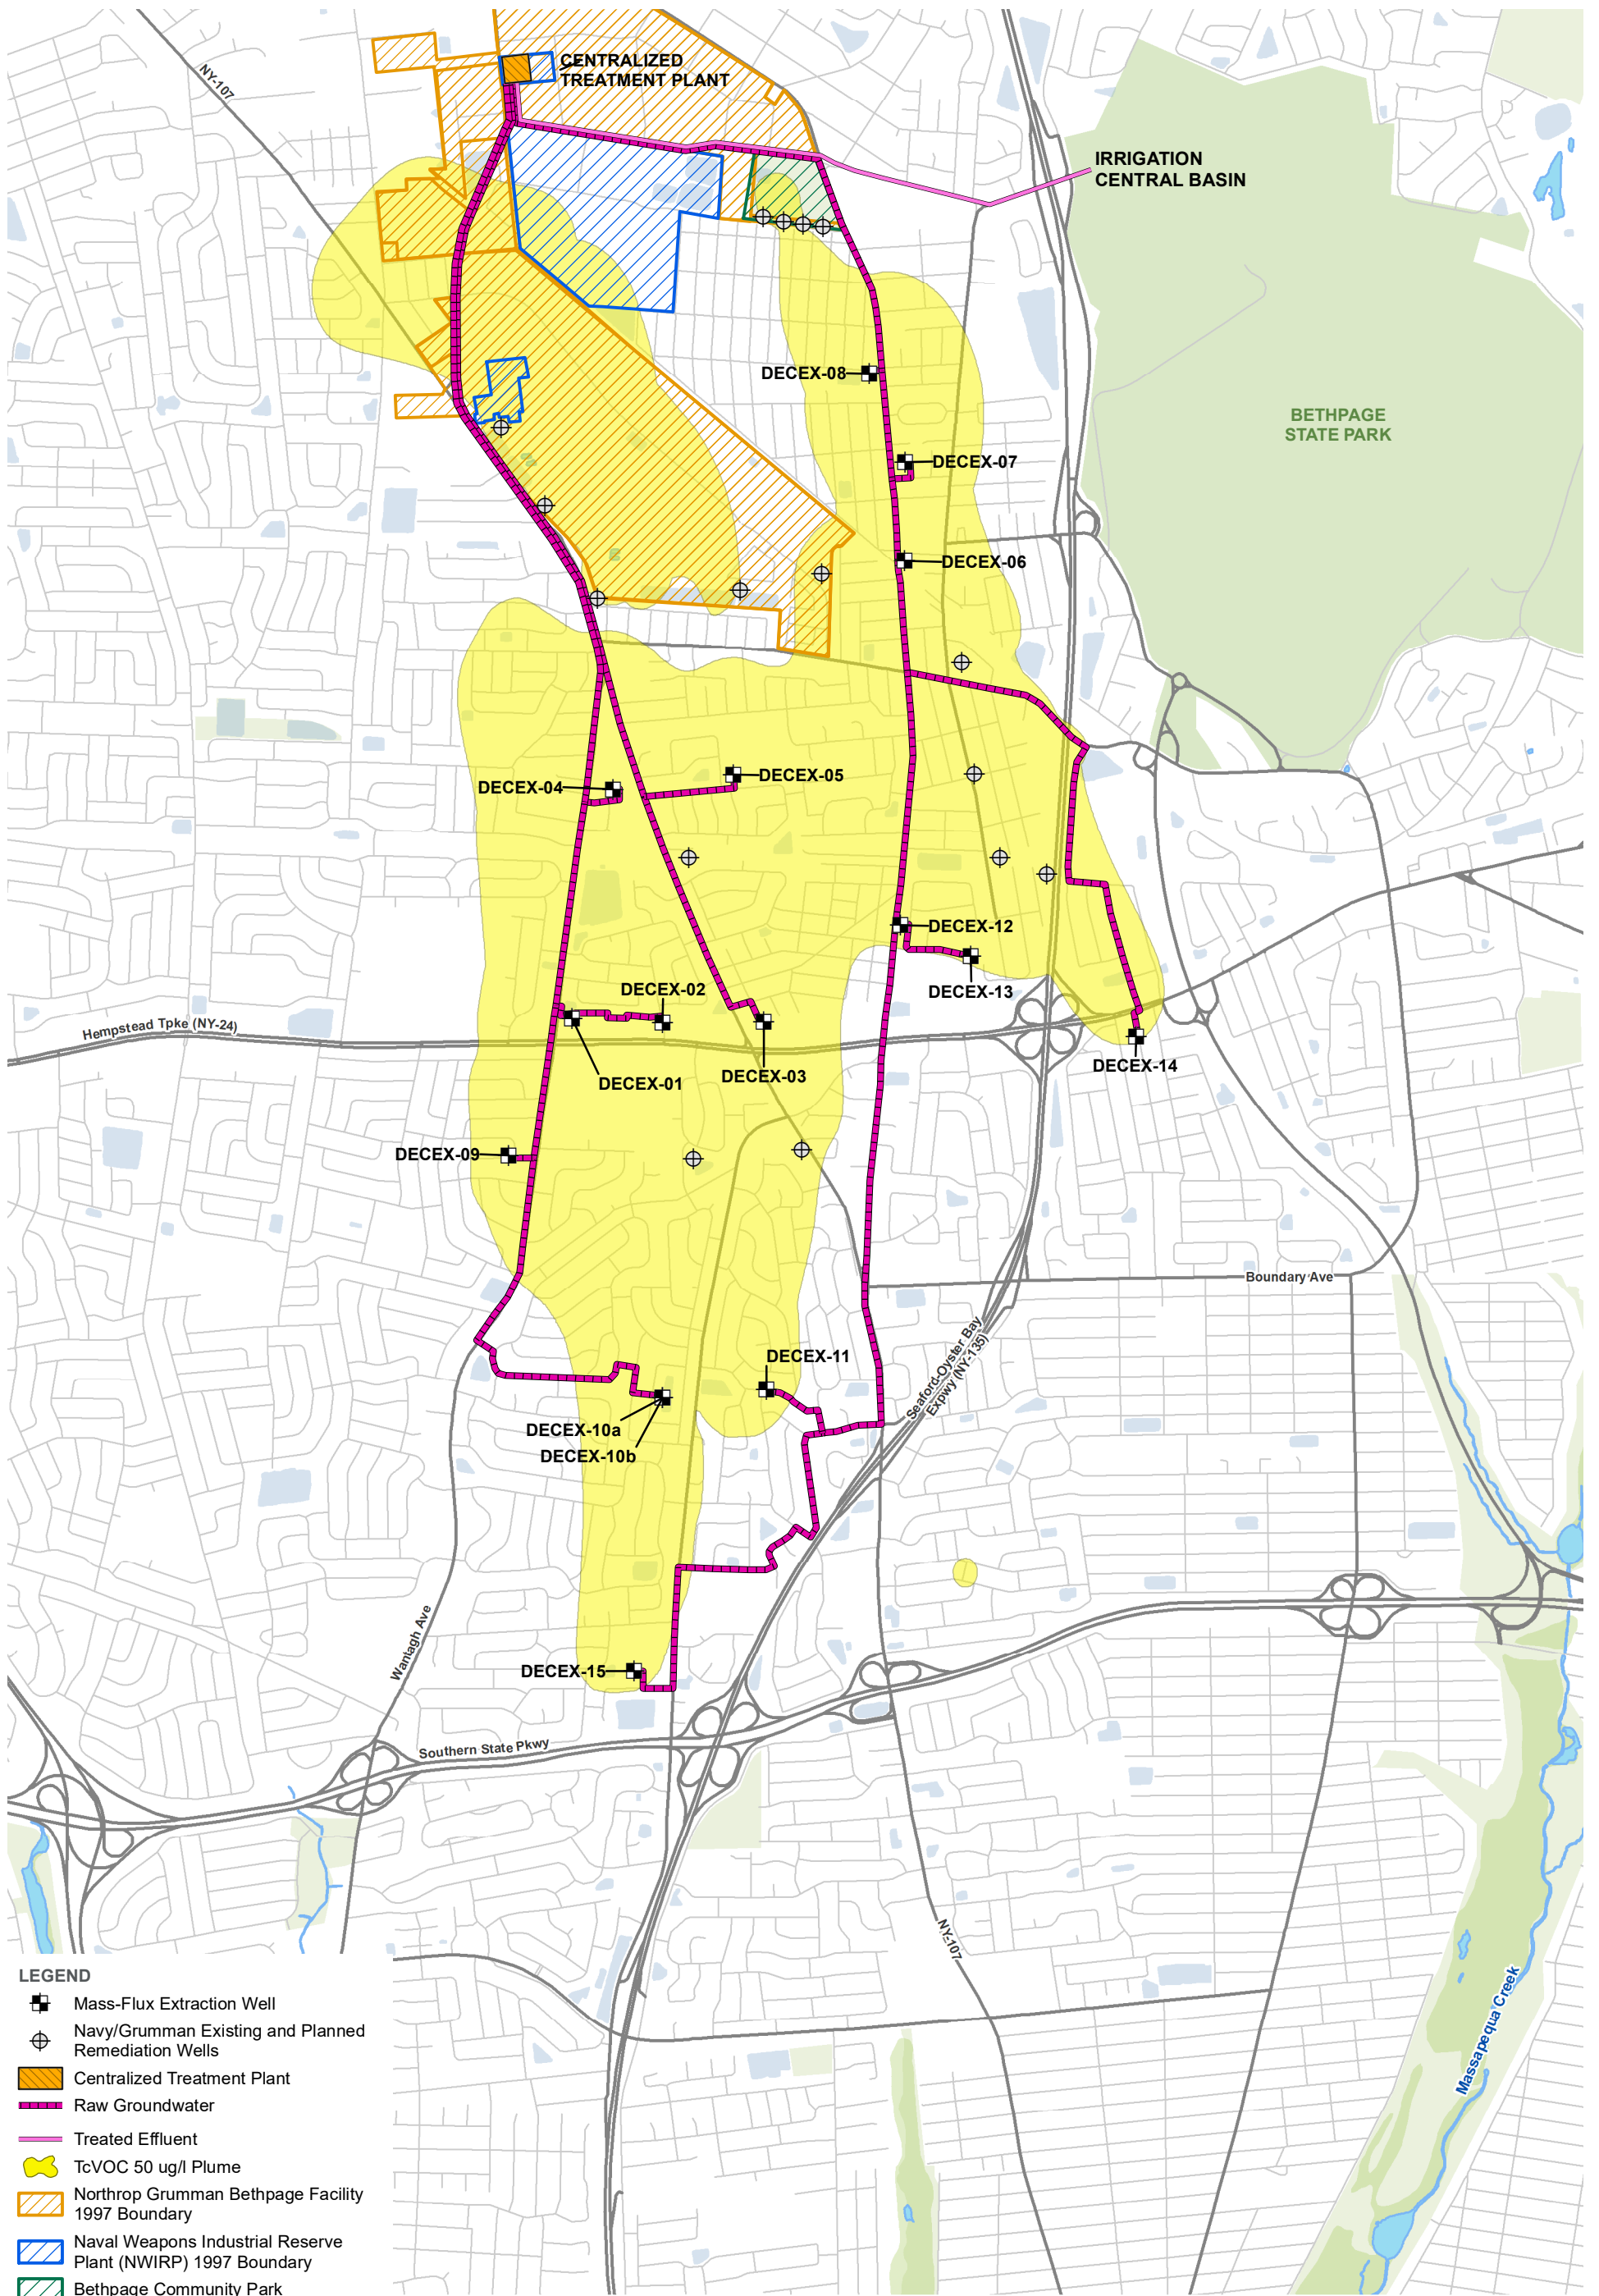 NY-107
CENTRALIZED
TREATMENT PLANT
IRRIGATION
CENTRAL BASIN
DECEX-08
BETHPAGE
STATE PARK
DECEX-07
DECEX-06
DECEX-05
DECEX-04
DECEX-12
DECEX-02
DECEX-13
Hempstead Tpke (NY-24)
DECEX-14
DECEX-03
DECEX-01
DECEX-09
Boundary Ave
Seaford-Oyster Bay
Expwy (NY-135)
DECEX-11
DECEX-10a
DECEX-10b
Wantagh Ave
DECEX-15
Southern State Pkwy
NY-107
Massapequa Creek
LEGEND
Mass-Flux Extraction Well
Navy/Grumman Existing and Planned
Remediation Wells
Centralized Treatment Plant
Raw Groundwater
Treated Effluent
TcVOC 50 ug/l Plume
Northrop Grumman Bethpage Facility
1997 Boundary
Naval Weapons Industrial Reserve
Plant (NWIRP) 1997 Boundary
Bethpage Community Park